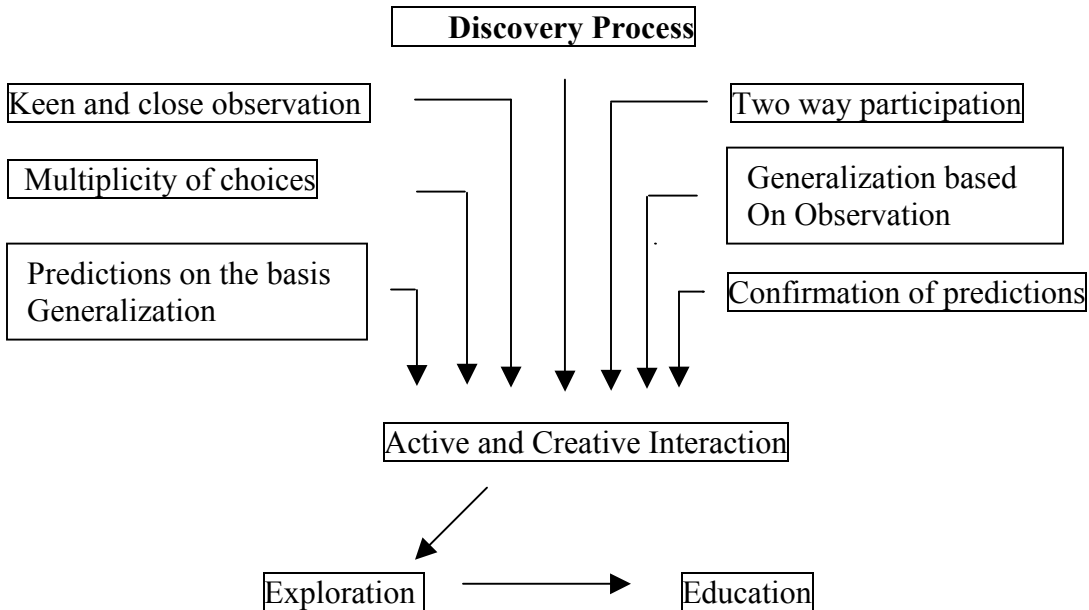 Discovery Process
Keen and close observation
Two way participation
Multiplicity of choices
Generalization based
On Observation
Predictions on the basis
Generalization
Confirmation of predictions
Active and Creative Interaction
Exploration
Education